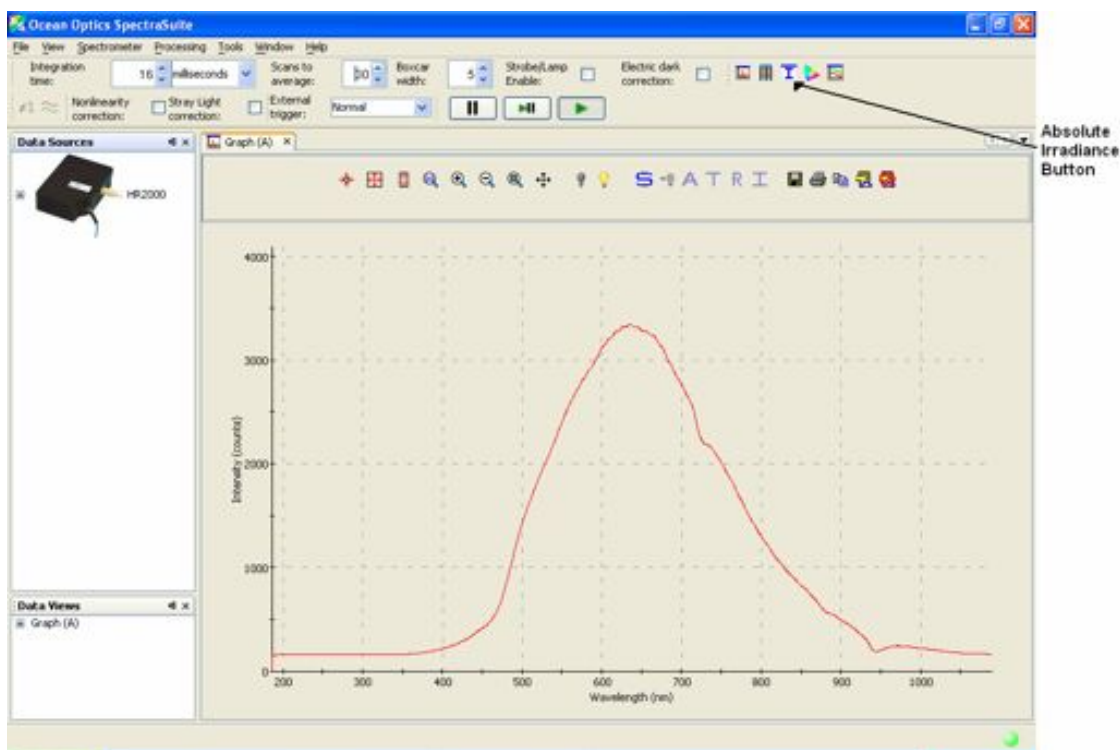 Ocean Optics SpectraSuite
File View Spectrometer Processing Tools Window Help
Integration time: 16 milliseconds Scans to average: 30 Boxcar width: 5 Strobe/Lamp Enable: Electric dark correction:
Nonlinearity correction: Stray Light correction: External trigger: Normal
Absolute
Irradiance
Button
Data Sources
HR2000
Data Views
Graph (A)
Graph (A)
S A T R I
4000
3000
2000
1000
0
Intensity (counts)
200 300 400 500 600 700 800 900 1000
Wavelength (nm)